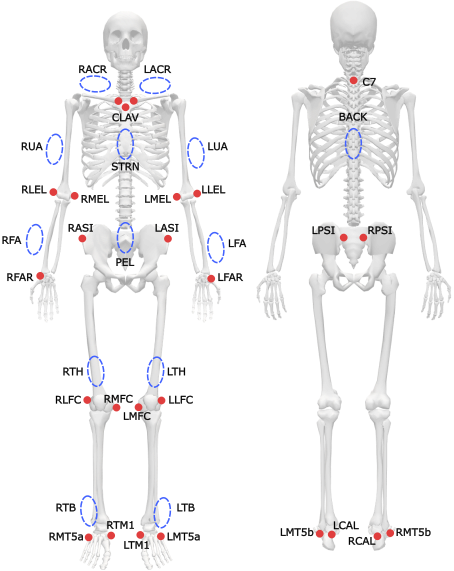 RACR LACR
C7
CLAV
BACK
RUA LUA
STRN
RLEL RMEL LMEL LLEL
RASI LASI
LPSI RPSI
RFA LFA
PEL
RFAR LFAR
RTH LTH
RLFC RMFC LLFC
LMFC
RTB LTB
RTM1
LCAL
LMT5b RMT5b
RMT5a LMT5a
LTM1
RCAL